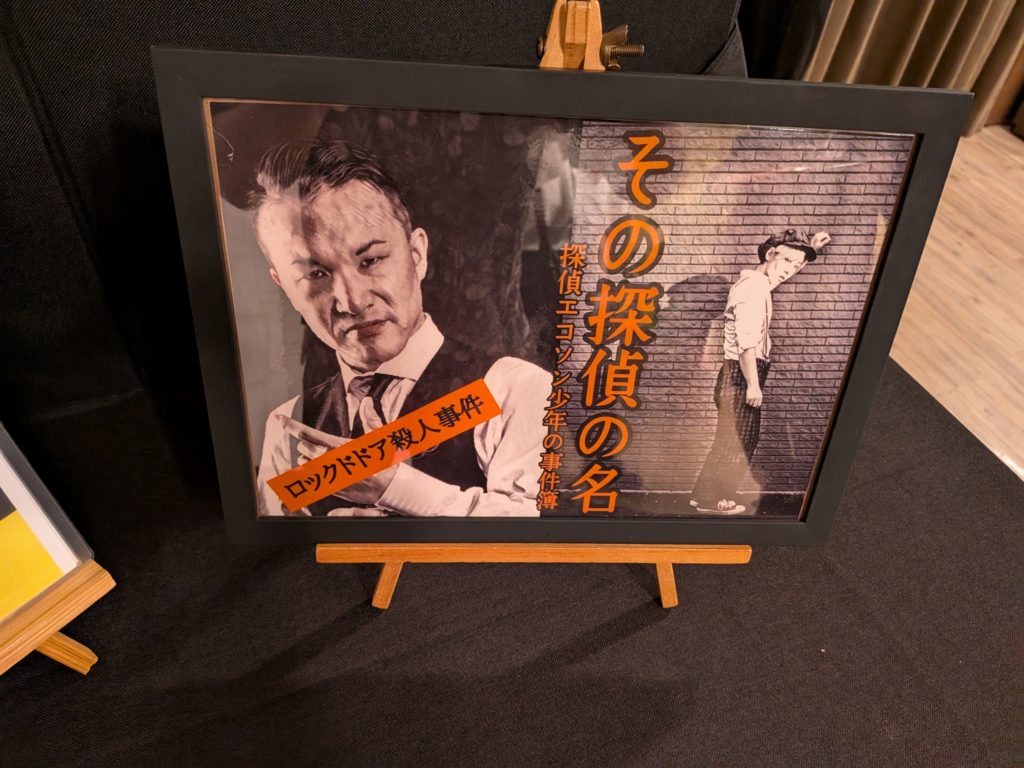 その探偵の名
探偵エコソン少年の事件簿
ロックドドア殺人事件